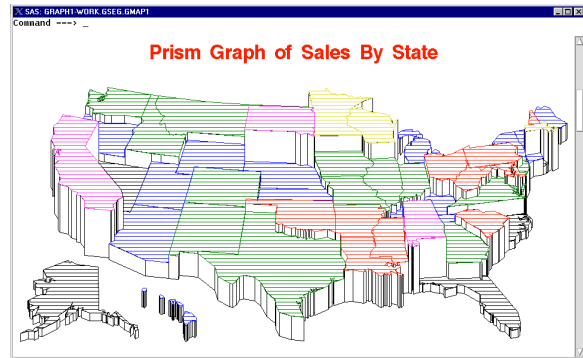 SAS: GRAPH1-WORK.GSEG.GMAP1
Command ---> _
Prism Graph of Sales By State